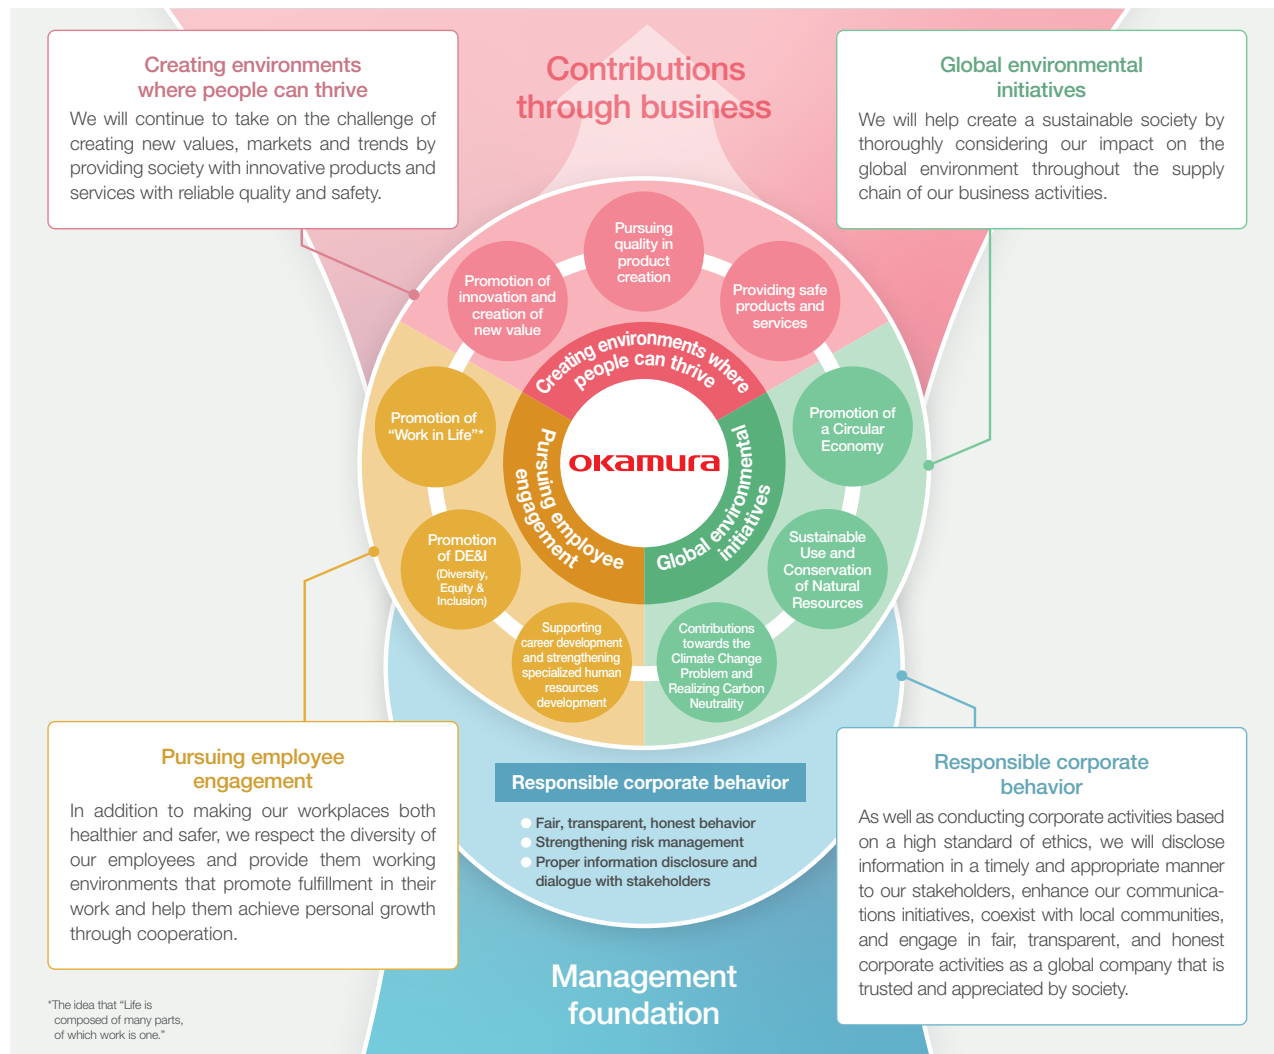 Contributions
through business
Creating environments
where people can thrive
We will continue to take on the challenge of
creating new values, markets and trends by
providing society with innovative products and
services with reliable quality and safety.
Global environmental
initiatives
We will help create a sustainable society by
thoroughly considering our impact on the
global environment throughout the supply
chain of our business activities.
Pursuing
quality in
product
creation
Promotion of
innovation and
creation of
new value
Providing safe
products and
services
Creating environments where
people can thrive
Promotion of
“Work in Life”*
Promotion of
a Circular
Economy
okamura
Pursuing employee
engagement
Global environmental
initiatives
Promotion
of DE&I
(Diversity,
Equity &
Inclusion)
Sustainable
Use and
Conservation
of Natural
Resources
Supporting
career development
and strengthening
specialized human
resources
development
Contributions
towards the
Climate Change
Problem and
Realizing Carbon
Neutrality
Pursuing employee
engagement
In addition to making our workplaces both
healthier and safer, we respect the diversity of
our employees and provide them working
environments that promote fulfillment in their
work and help them achieve personal growth
through cooperation.
Responsible corporate behavior
Fair, transparent, honest behavior
Strengthening risk management
Proper information disclosure and
dialogue with stakeholders
Responsible corporate
behavior
As well as conducting corporate activities based
on a high standard of ethics, we will disclose
information in a timely and appropriate manner
to our stakeholders, enhance our communica-
tions initiatives, coexist with local communities,
and engage in fair, transparent, and honest
corporate activities as a global company that is
trusted and appreciated by society.
Management
foundation
*The idea that “Life is
composed of many parts,
of which work is one.”